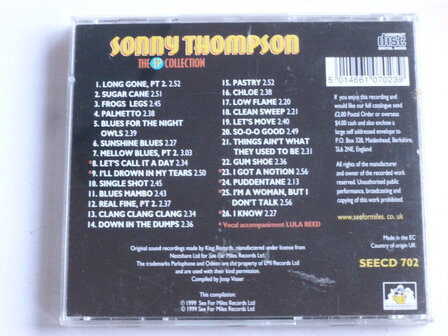 SONNY THOMPSON
THE EP COLLECTION
COMPACT
disc
DIGITAL AUDIO
5 014661 070239
1. LONG GONE, PT 2. 2.52
2. SUGAR CANE 2.51
3. FROGS LEGS 2.45
4. PALMETTO 2.38
5. BLUES FOR THE NIGHT
OWLS 2.39
6. SUNSHINE BLUES 2.27
7. MELLOW BLUES, PT 2. 3.03
*8. LET'S CALL IT A DAY 2.34
*9. I'LL DROWN IN MY TEARS 2.50
10. SINGLE SHOT 2.45
11. BLUES MAMBO 2.43
12. REAL FINE, PT 2. 2.37
13. CLANG CLANG CLANG 2.34
*14. DOWN IN THE DUMPS 2.36
15. PASTRY 2.52
16. CHLOE 2.38
17. LOW FLAME 2.20
18. CLEAN SWEEP 2.21
19. LET'S MOVE 2.40
20. SO-O-O GOOD 2.49
21. THINGS AIN'T WHAT
THEY USED TO BE 2.31
22. GUM SHOE 2.36
*23. I GOT A NOTION 2.36
24. PUDDENTANE 2.13
*25. I'M A WOMAN, BUT I
DON'T TALK 2.56
*26. I KNOW 2.27
*Vocal accompaniment LULA REED
If you enjoy this recording and
would like our full catalogue send
£2.00 Postal Order or overseas
$4.00 cash and also enclose a
large self addressed envelope to
P.O. Box 328, Maidenhead, Berkshire,
SL6 2NE, England
All rights of the manufacturer
and owner of the recorded work
reserved. Unauthorised public
performance, broadcasting and
copying of this work prohibited.
www.seeformiles.co.uk
Made in the EC
Country of origin UK
SEECD 702
Original sound recordings made by King Records, manufactured under license from
Nestshare Ltd for See For Miles Records Ltd
The trademarks Parlophone and Odéon are the property of EMI Records Ltd
and are used with their kind permission.
Compiled by Joop Visser
This compilation:
℗ 1999 See For Miles Records Ltd
© 1999 See For Miles Records Ltd